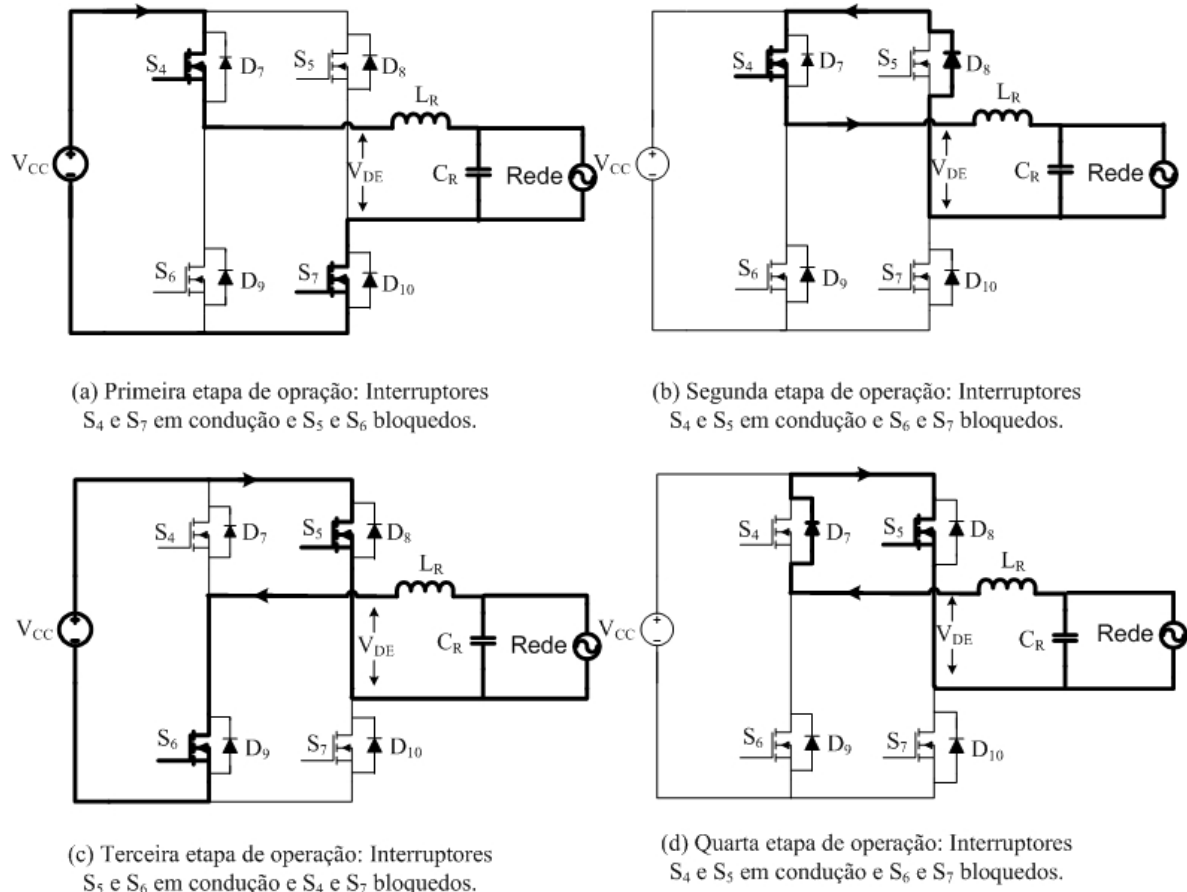 S4
D7
S5
D8
LR
VCC
VDE
CR
Rede
S6
D9
S7
D10
(a) Primeira etapa de opração: Interruptores
S4 e S7 em condução e S5 e S6 bloquedos.
S4
D7
S5
D8
LR
VCC
VDE
CR
Rede
S6
D9
S7
D10
(b) Segunda etapa de operação: Interruptores
S4 e S5 em condução e S6 e S7 bloquedos.
S4
D7
S5
D8
LR
VCC
VDE
CR
Rede
S6
D9
S7
D10
(c) Terceira etapa de operação: Interruptores
S5 e S6 em condução e S4 e S7 bloquedos.
S4
D7
S5
D8
LR
VCC
VDE
CR
Rede
S6
D9
S7
D10
(d) Quarta etapa de operação: Interruptores
S4 e S5 em condução e S6 e S7 bloquedos.